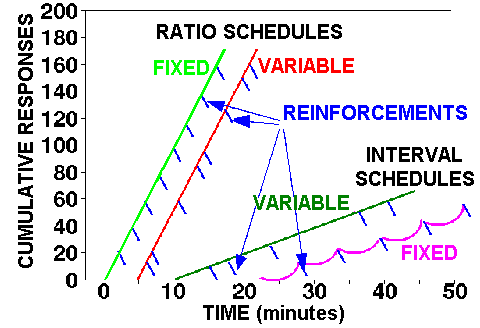 200
180
160
140
120
100
80
60
40
20
0
CUMULATIVE RESPONSES
RATIO SCHEDULES
FIXED
VARIABLE
REINFORCEMENTS
INTERVAL
SCHEDULES
VARIABLE
FIXED
0 10 20 30 40 50
TIME (minutes)